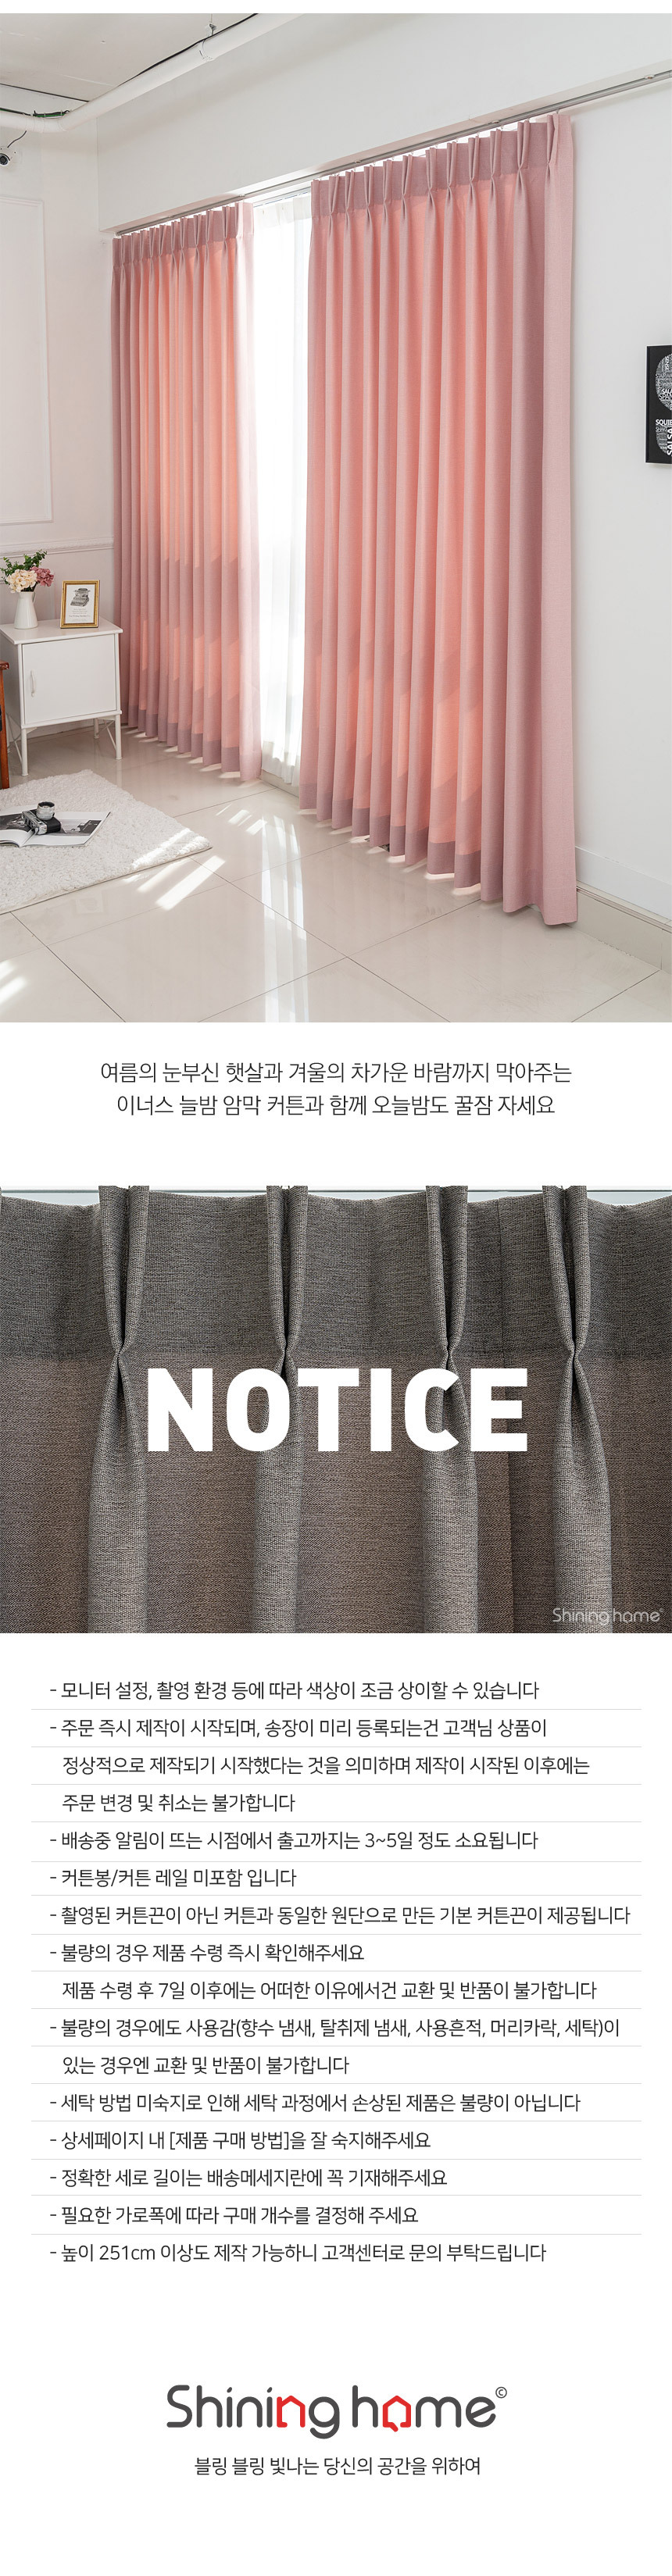 SQUIE
SALSA
여름의 눈부신 햇살과 겨울의 차가운 바람까지 막아주는
이너스 늘밤 암막 커튼과 함께 오늘밤도 꿀잠 자세요
NOTICE
Shining home
- 모니터 설정, 촬영 환경 등에 따라 색상이 조금 상이할 수 있습니다
- 주문 즉시 제작이 시작되며, 송장이 미리 등록되는건 고객님 상품이
정상적으로 제작되기 시작했다는 것을 의미하며 제작이 시작된 이후에는
주문 변경 및 취소는 불가합니다
- 배송중 알림이 뜨는 시점에서 출고까지는 3~5일 정도 소요됩니다
- 커튼봉/커튼 레일 미포함 입니다
- 촬영된 커튼끈이 아닌 커튼과 동일한 원단으로 만든 기본 커튼끈이 제공됩니다
- 불량의 경우 제품 수령 즉시 확인해주세요
제품 수령 후 7일 이후에는 어떠한 이유에서건 교환 및 반품이 불가합니다
- 불량의 경우에도 사용감(향수 냄새, 탈취제 냄새, 사용흔적, 머리카락, 세탁)이
있는 경우엔 교환 및 반품이 불가합니다
- 세탁 방법 미숙지로 인해 세탁 과정에서 손상된 제품은 불량이 아닙니다
- 상세페이지 내 [제품 구매 방법]을 잘 숙지해주세요
- 정확한 세로 길이는 배송메세지란에 꼭 기재해주세요
- 필요한 가로폭에 따라 구매 개수를 결정해 주세요
- 높이 251cm 이상도 제작 가능하니 고객센터로 문의 부탁드립니다
Shining home©
블링 블링 빛나는 당신의 공간을 위하여